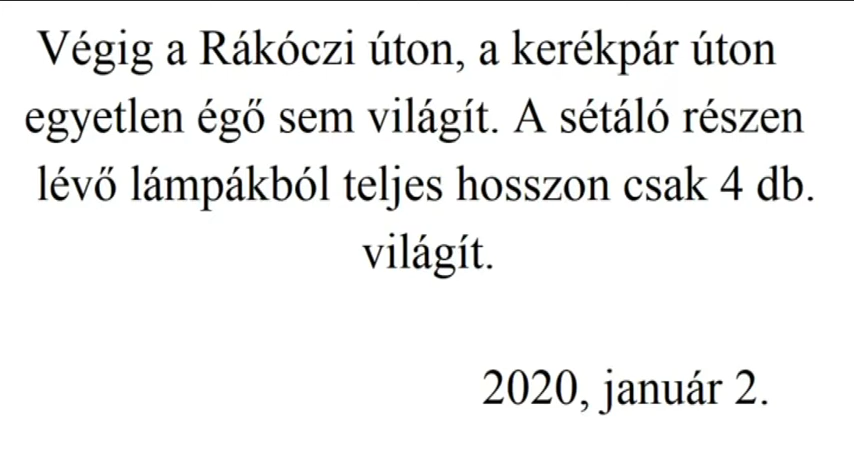 Végig a Rákóczi úton, a kerékpár úton
egyetlen égő sem világít. A sétáló részen
lévő lámpákból teljes hosszon csak 4 db.
világít.
2020, január 2.